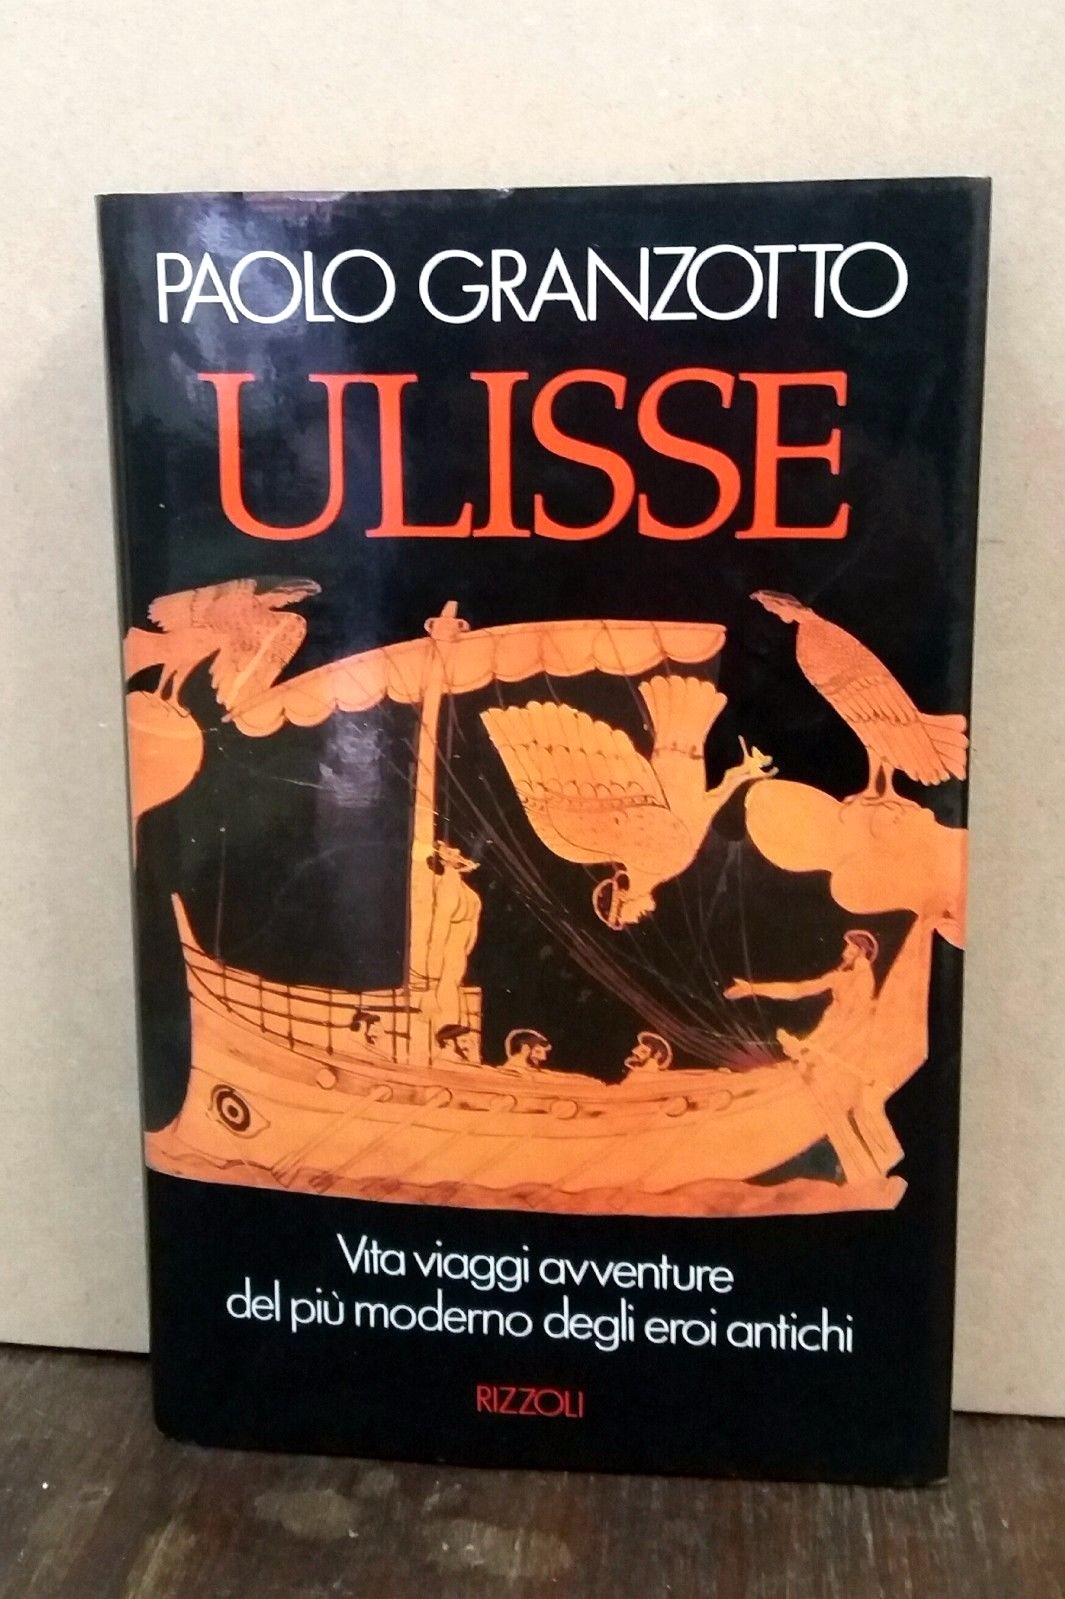 PAOLO GRANZOTTO
ULISSE
Vita viaggi avventure
del più moderno degli eroi antichi
RIZZOLI